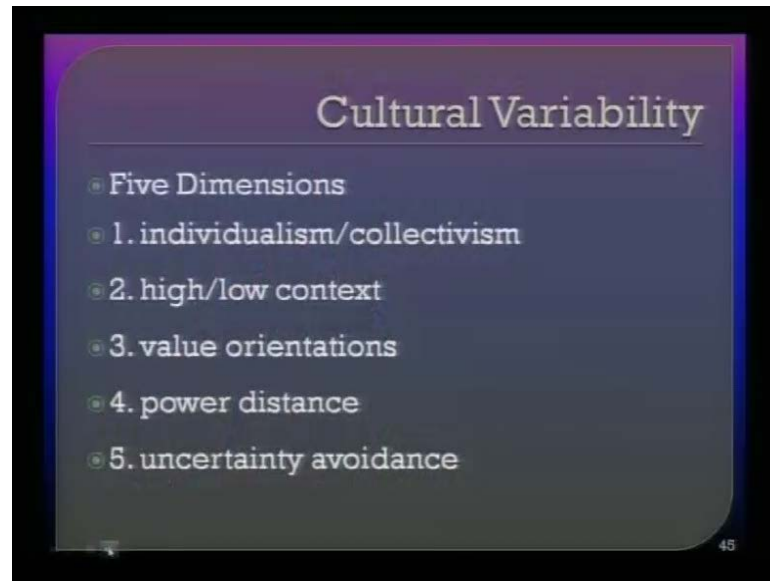 Cultural Variability
Five Dimensions
1. individualism/collectivism
2. high/low context
3. value orientations
4. power distance
5. uncertainty avoidance
45